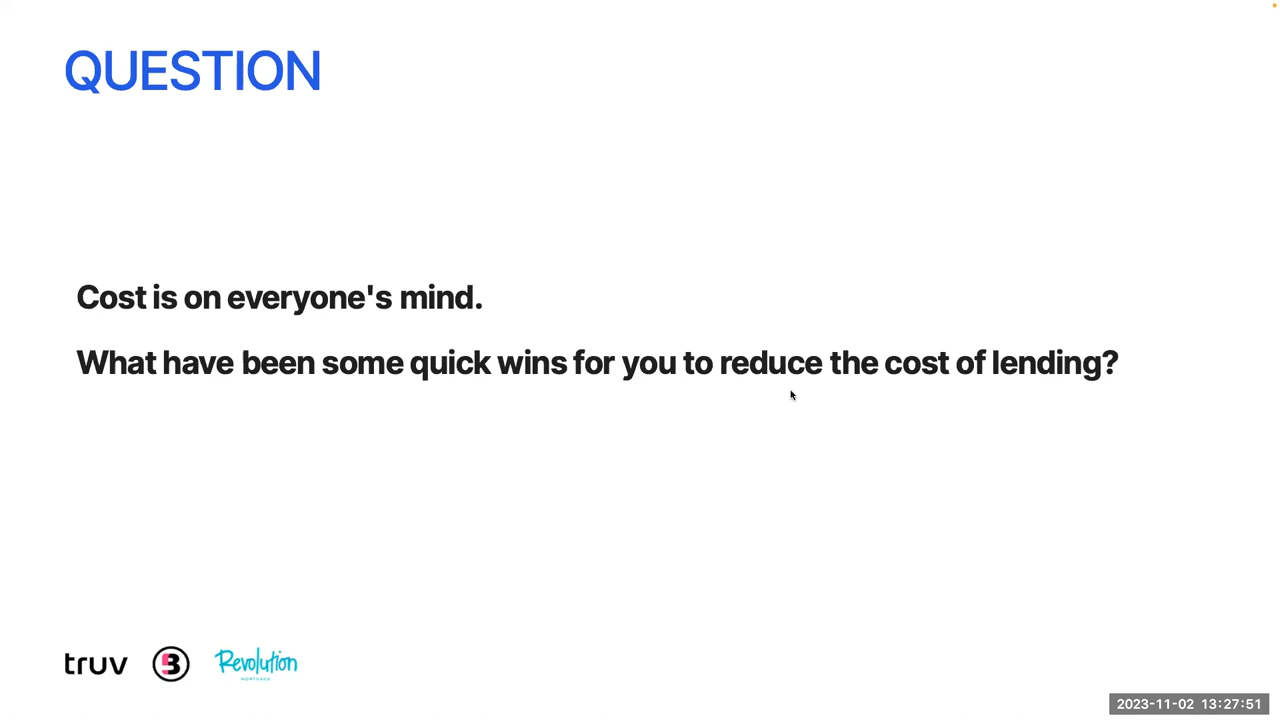 QUESTION
Cost is on everyone's mind.
What have been some quick wins for you to reduce the cost of lending?
truv
B
Revolution
MORTGAGE
2023-11-02 13:27:51